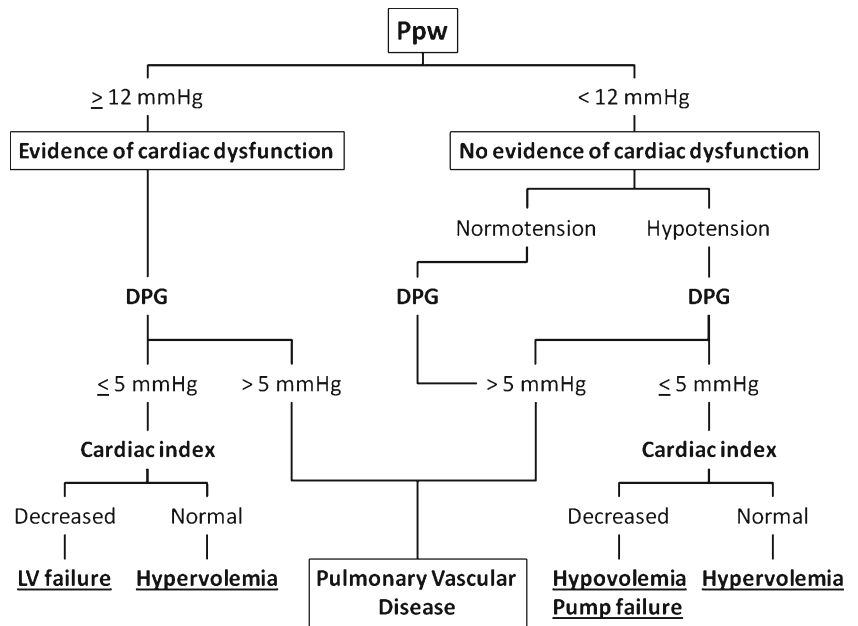 Ppw
≥ 12 mmHg < 12 mmHg
Evidence of cardiac dysfunction No evidence of cardiac dysfunction
Normotension Hypotension
DPG DPG DPG
≤ 5 mmHg > 5 mmHg > 5 mmHg ≤ 5 mmHg
Cardiac index Cardiac index
Decreased Normal Decreased Normal
LV failure Hypervolemia Pulmonary Vascular Hypovolemia Hypervolemia
Disease Pump failure